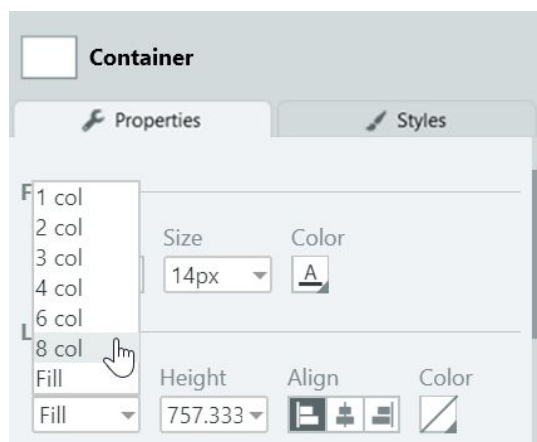 Container
Properties Styles
F
1 col
2 col
Size Color
3 col
14px A
4 col
6 col
L
8 col
Fill Height Align Color
Fill 757.333